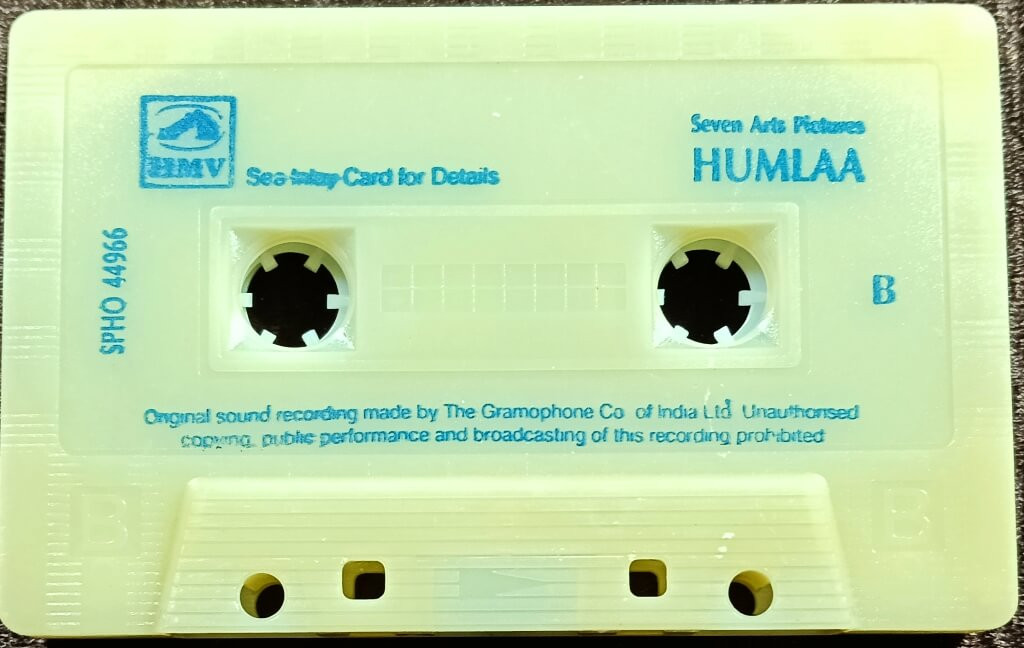 HMV
See Inlay Card for Details
Seven Arts Pictures
HUMLAA
SPHO 44966
B
Original sound recording made by The Gramophone Co of India Ltd Unauthorised
copying, public performance and broadcasting of this recording prohibited
B
B